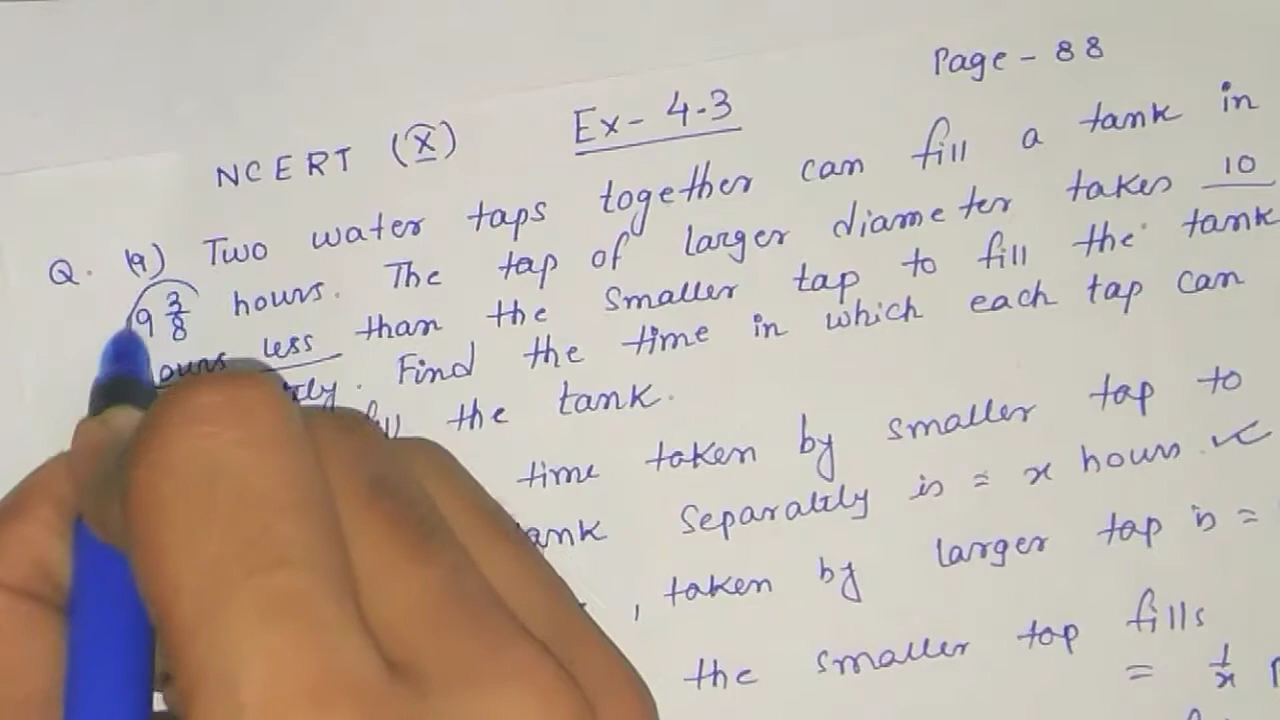 Page - 88
NCERT (X) Ex- 4.3
Q. (9) Two water taps together can fill a tank in
9 3/8 hours. The tap of larger diameter takes 10
ours less than the smaller tap to fill the tank
Find the time in which each tap can
the tank.
time taken by smaller tap to
ank Separately is = x hours
, taken by larger tap is =
the smaller tap fills
= 1/x